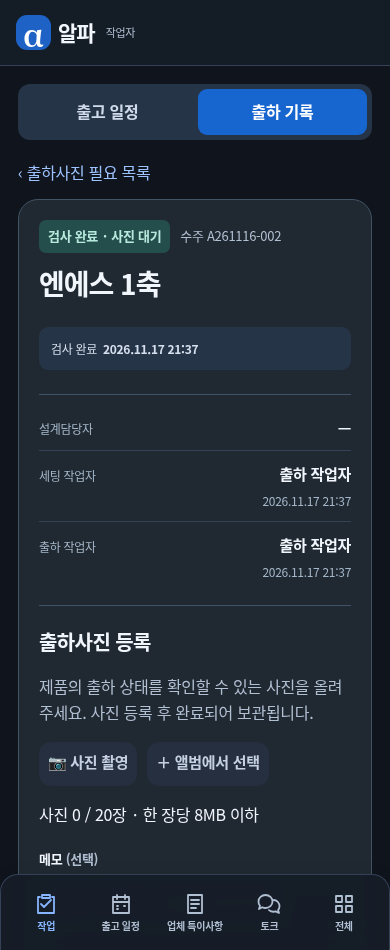 α 알파 작업자
출고 일정 출하 기록
‹ 출하사진 필요 목록
검사 완료 · 사진 대기 수주 A261116-002
엔에스 1축
검사 완료 2026.11.17 21:37
설계담당자 —
세팅 작업자 출하 작업자
2026.11.17 21:37
출하 작업자 출하 작업자
2026.11.17 21:37
출하사진 등록
제품의 출하 상태를 확인할 수 있는 사진을 올려
주세요. 사진 등록 후 완료되어 보관됩니다.
📷 사진 촬영 + 앨범에서 선택
사진 0 / 20장 · 한 장당 8MB 이하
메모 (선택)
작업 출고 일정 업체 특이사항 토크 전체